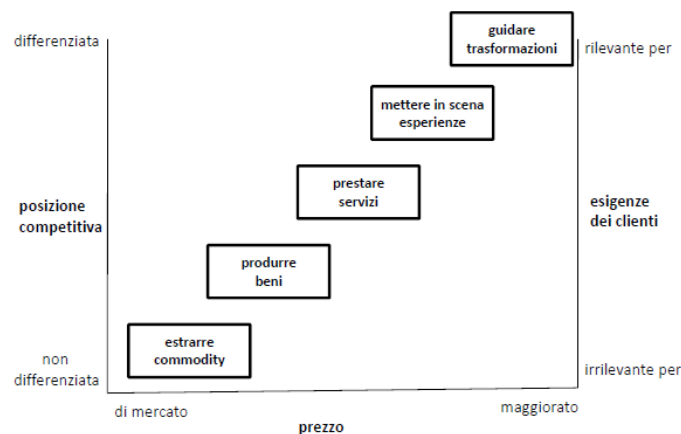 differenziata
guidare
trasformazioni
rilevante per
mettere in scena
esperienze
prestare
servizi
posizione
competitiva
esigenze
dei clienti
produrre
beni
estrarre
commodity
non
differenziata
irrilevante per
di mercato
maggiorato
prezzo